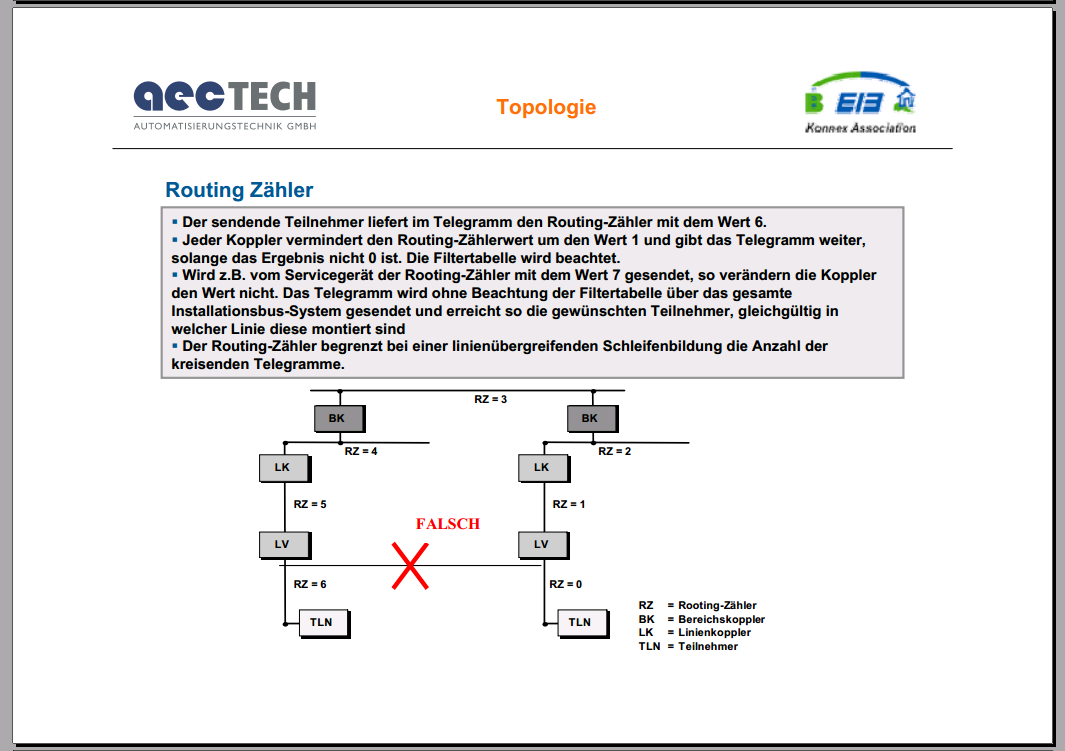 aecTECH
AUTOMATISIERUNGSTECHNIK GMBH
Topologie
B EIB
Konnex Association
Routing Zähler
▪ Der sendende Teilnehmer liefert im Telegramm den Routing-Zähler mit dem Wert 6.
▪ Jeder Koppler vermindert den Routing-Zählerwert um den Wert 1 und gibt das Telegramm weiter,
solange das Ergebnis nicht 0 ist. Die Filtertabelle wird beachtet.
▪ Wird z.B. vom Servicegerät der Rooting-Zähler mit dem Wert 7 gesendet, so verändern die Koppler
den Wert nicht. Das Telegramm wird ohne Beachtung der Filtertabelle über das gesamte
Installationsbus-System gesendet und erreicht so die gewünschten Teilnehmer, gleichgültig in
welcher Linie diese montiert sind
▪ Der Routing-Zähler begrenzt bei einer linienübergreifenden Schleifenbildung die Anzahl der
kreisenden Telegramme.
RZ = 3
BK BK
RZ = 4 RZ = 2
LK LK
RZ = 5 RZ = 1
FALSCH
LV LV
RZ = 6 RZ = 0
TLN TLN
RZ = Rooting-Zähler
BK = Bereichskoppler
LK = Linienkoppler
TLN = Teilnehmer